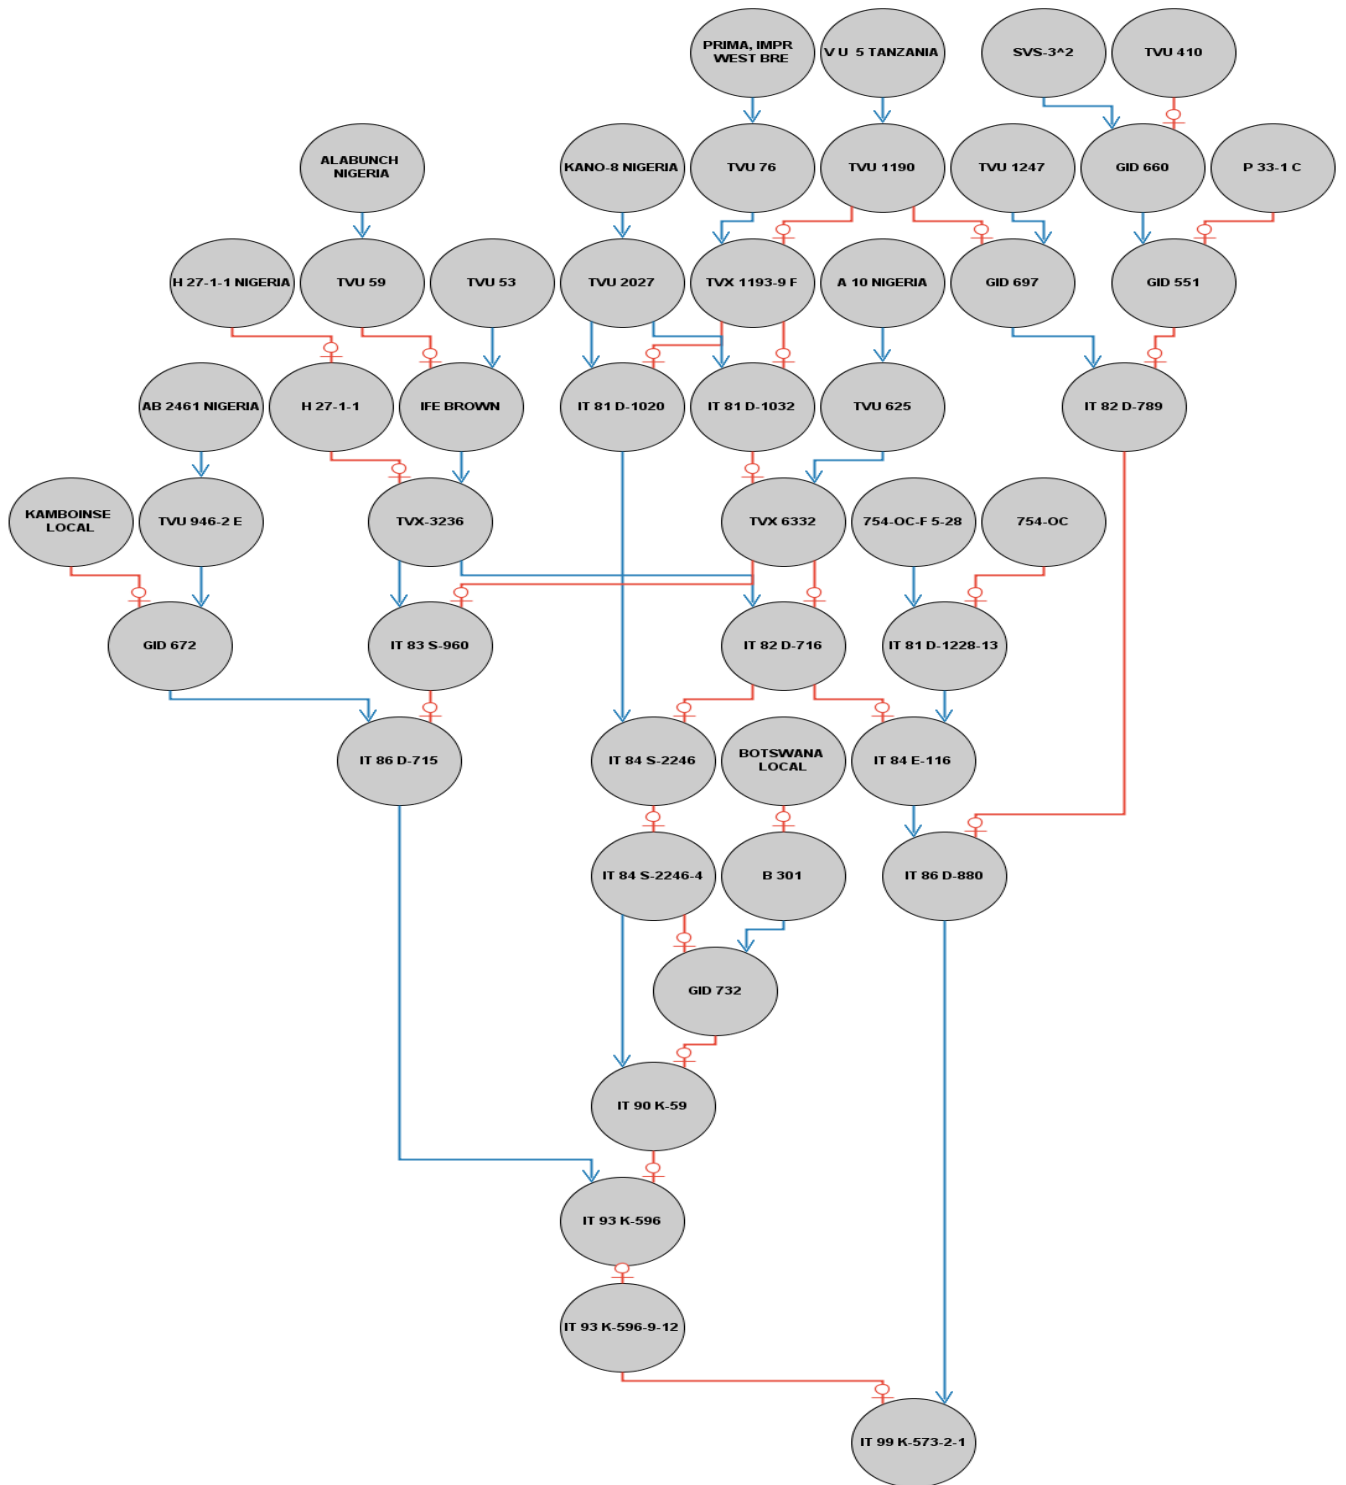 PRIMA, IMPR
WEST BRE
V U  5 TANZANIA
SVS-3^2
TVU 410
ALABUNCH
NIGERIA
KANO-8 NIGERIA
TVU 76
TVU 1190
TVU 1247
GID 660
P 33-1 C
H 27-1-1 NIGERIA
TVU 59
TVU 53
TVU 2027
TVX 1193-9 F
A 10 NIGERIA
GID 697
GID 551
AB 2461 NIGERIA
H 27-1-1
IFE BROWN
IT 81 D-1020
IT 81 D-1032
TVU 625
IT 82 D-789
KAMBOINSE
LOCAL
TVU 946-2 E
TVX-3236
TVX 6332
754-OC-F 5-28
754-OC
GID 672
IT 83 S-960
IT 82 D-716
IT 81 D-1228-13
IT 86 D-715
IT 84 S-2246
BOTSWANA
LOCAL
IT 84 E-116
IT 84 S-2246-4
B 301
IT 86 D-880
GID 732
IT 90 K-59
IT 93 K-596
IT 93 K-596-9-12
IT 99 K-573-2-1